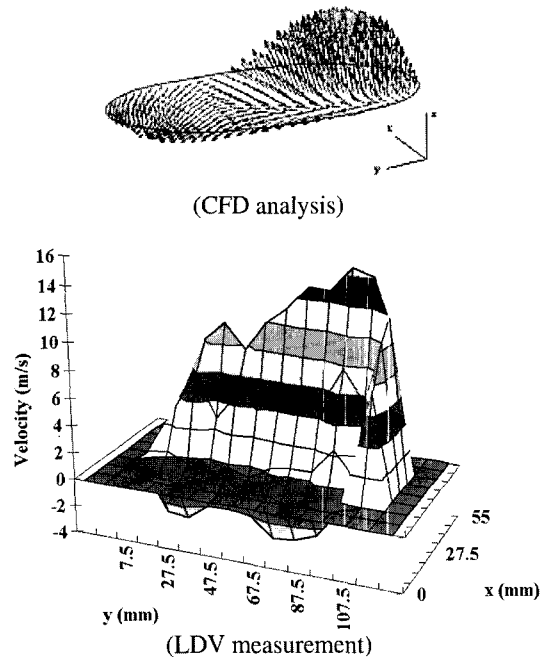 z
x
y
(CFD analysis)
16
14
12
10
8
6
4
2
0
-2
-4
Velocity (m/s)
7.5
27.5
47.5
67.5
87.5
107.5
y (mm)
0
27.5
55
x (mm)
(LDV measurement)